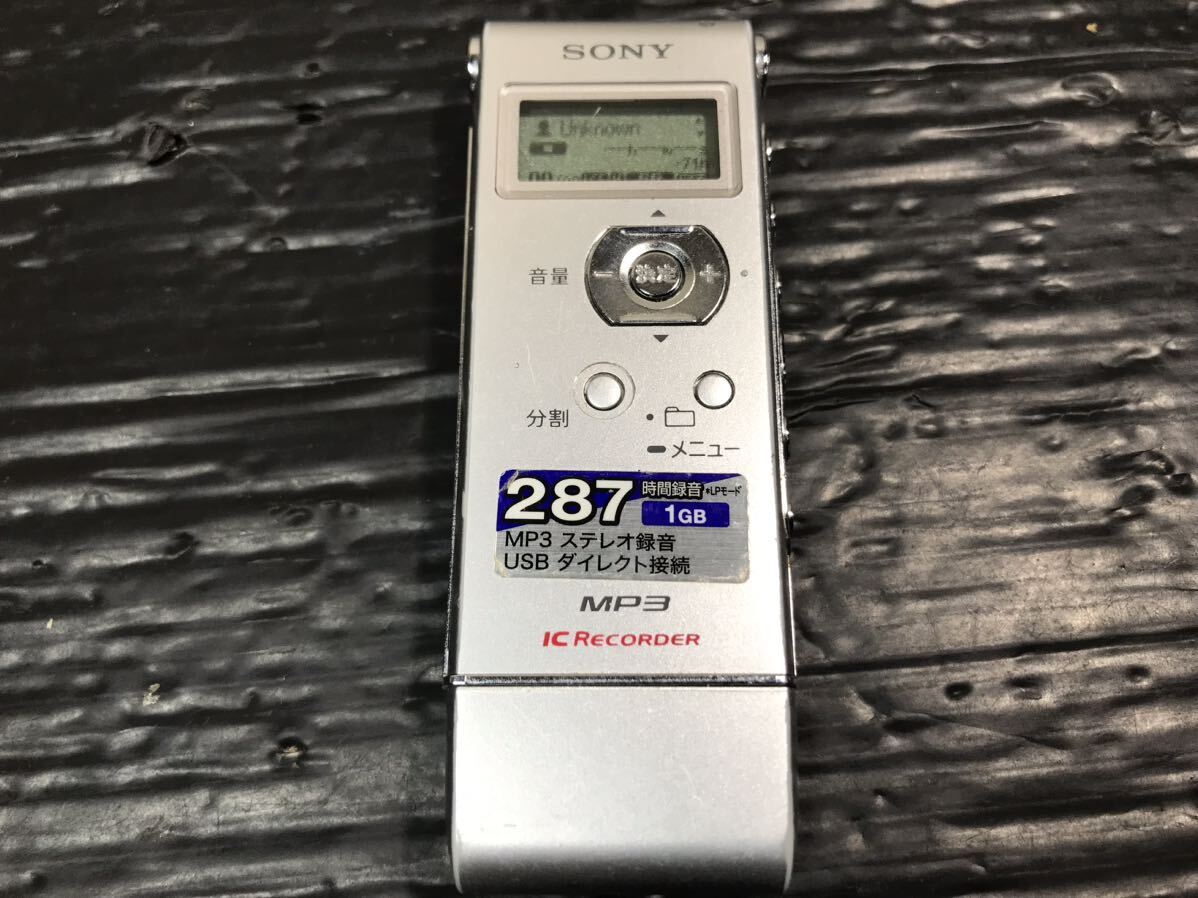 SONY
Unknown
音量 − 決定 +
分割
メニュー
287 時間録音 *LPモード
1GB
MP3 ステレオ録音
USB ダイレクト接続
MP3
IC RECORDER